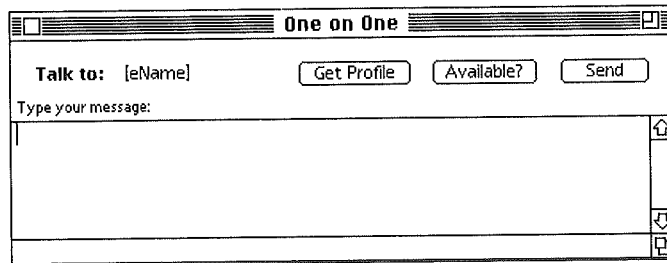 One on One
Talk to: [eName] Get Profile Available? Send
Type your message: